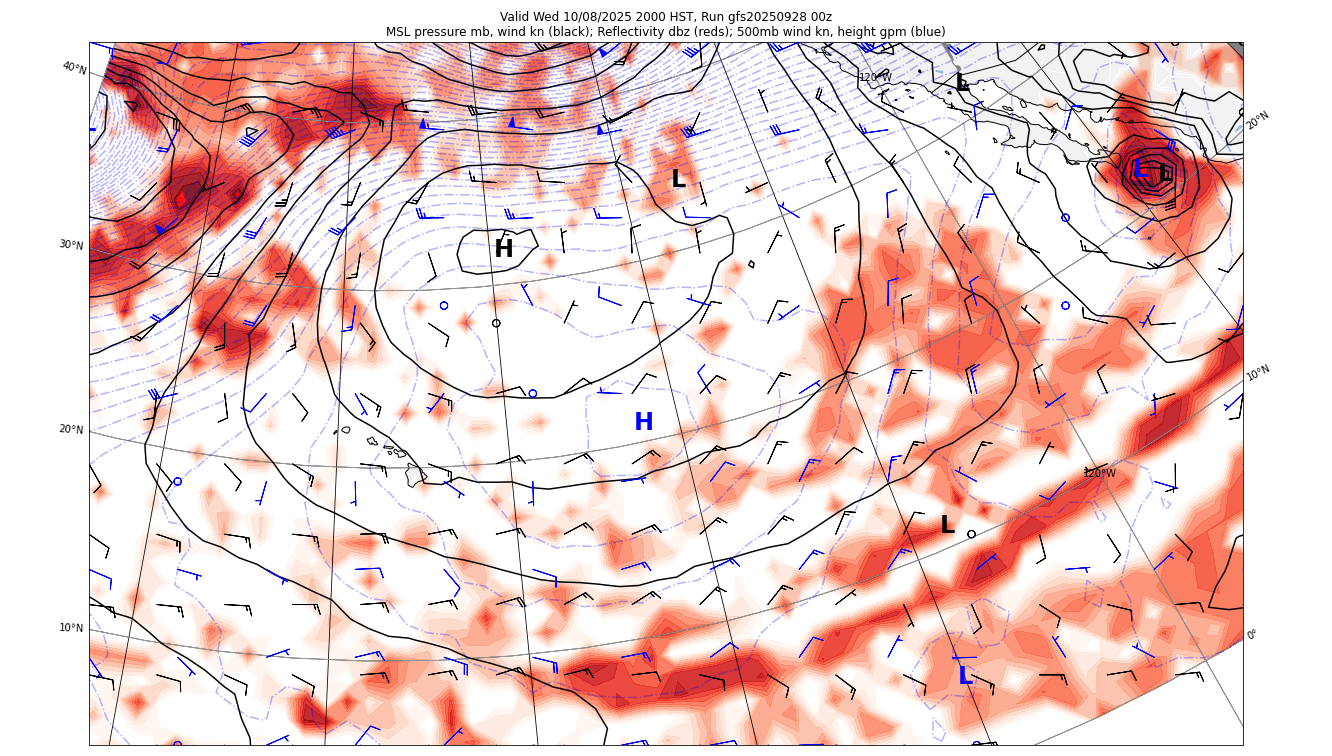 Valid Wed 10/08/2025 2000 HST, Run gfs20250928 00z
MSL pressure mb, wind kn (black); Reflectivity dbz (reds); 500mb wind kn, height gpm (blue)
40°N
120°W
L
20°N
L
L
L
30°N
H
10°N
20°N
H
120°W
L
10°N
0°
L